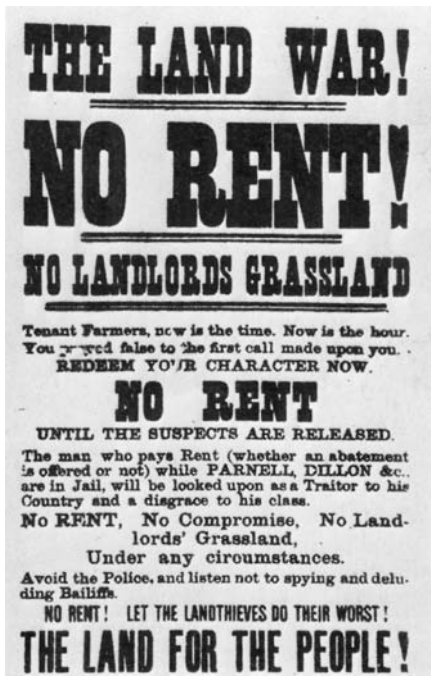 THE LAND WAR!
NO RENT!
NO LANDLORDS GRASSLAND
Tenant Farmers, now is the time. Now is the hour.
You proved false to the first call made upon you.
REDEEM YOUR CHARACTER NOW.
NO RENT
UNTIL THE SUSPECTS ARE RELEASED.
The man who pays Rent (whether an abatement
is offered or not) while PARNELL, DILLON &c.,
are in Jail, will be looked upon as a Traitor to his
Country and a disgrace to his class.
No RENT, No Compromise, No Land-
lords' Grassland,
Under any circumstances.
Avoid the Police, and listen not to spying and delu-
ding Bailiffs.
NO RENT! LET THE LANDTHIEVES DO THEIR WORST!
THE LAND FOR THE PEOPLE!